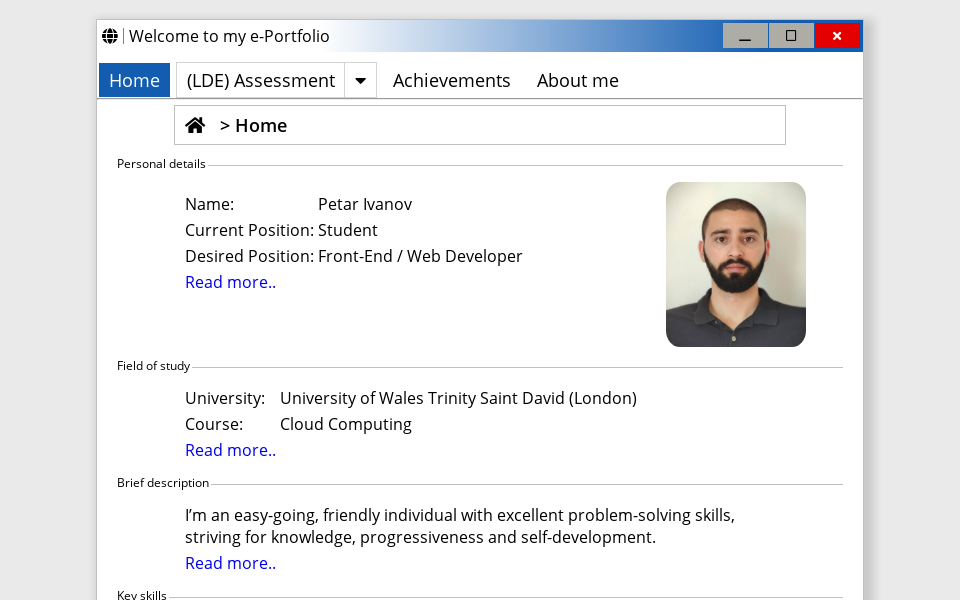 Welcome to my e-Portfolio
Home (LDE) Assessment Achievements About me
> Home
Personal details
Name: Petar Ivanov
Current Position: Student
Desired Position: Front-End / Web Developer
Read more..
Field of study
University: University of Wales Trinity Saint David (London)
Course: Cloud Computing
Read more..
Brief description
I’m an easy-going, friendly individual with excellent problem-solving skills,
striving for knowledge, progressiveness and self-development.
Read more..
Key skills